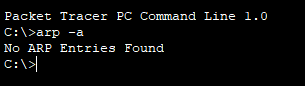 Packet Tracer PC Command Line 1.0
C:\>arp -a
No ARP Entries Found
C:\>